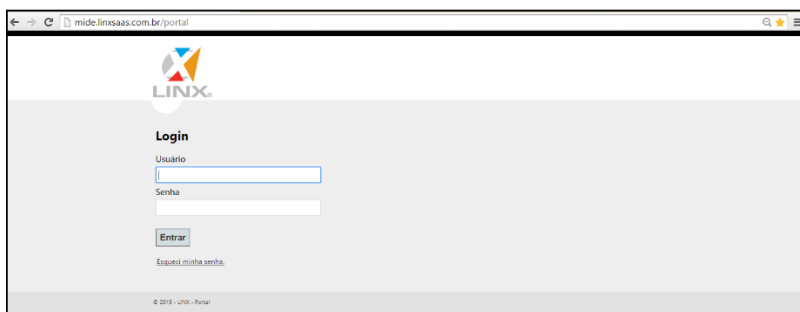 mide.linxsaas.com.br/portal
LINX
Login
Usuário
Senha
Entrar
Esqueci minha senha.
© 2015 - LINX - Portal